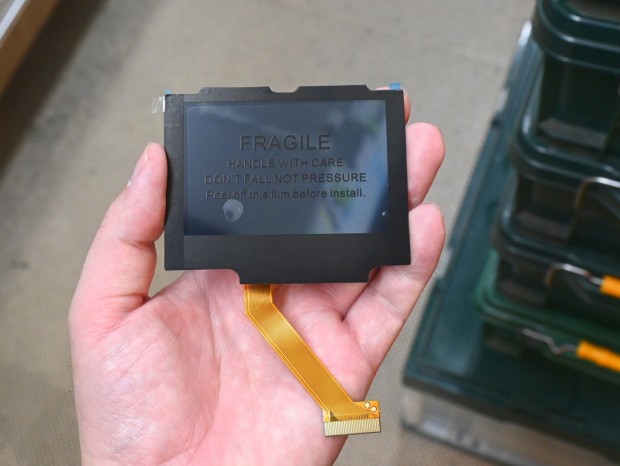 FRAGILE
HANDLE WITH CARE
DON'T FALL NOT PRESSURE
Peel off this film before install.